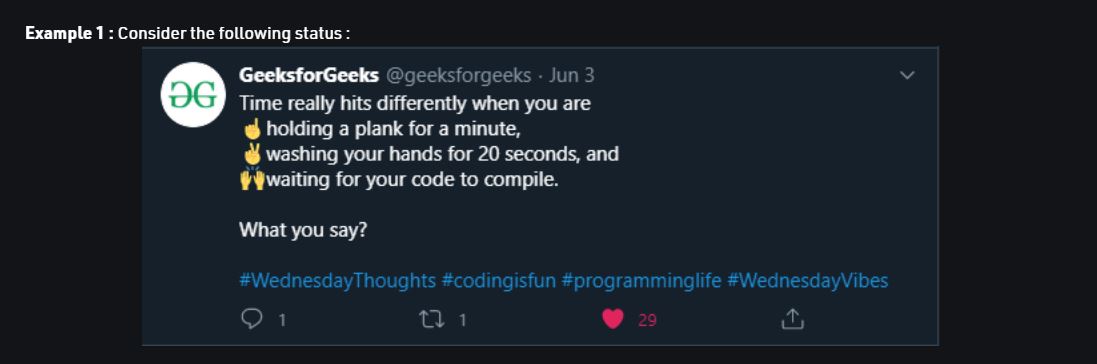 Example 1 : Consider the following status :
GeeksforGeeks @geeksforgeeks · Jun 3
Time really hits differently when you are
☝holding a plank for a minute,
✌washing your hands for 20 seconds, and
🙌waiting for your code to compile.
What you say?
#WednesdayThoughts #codingisfun #programminglife #WednesdayVibes
1 1 29